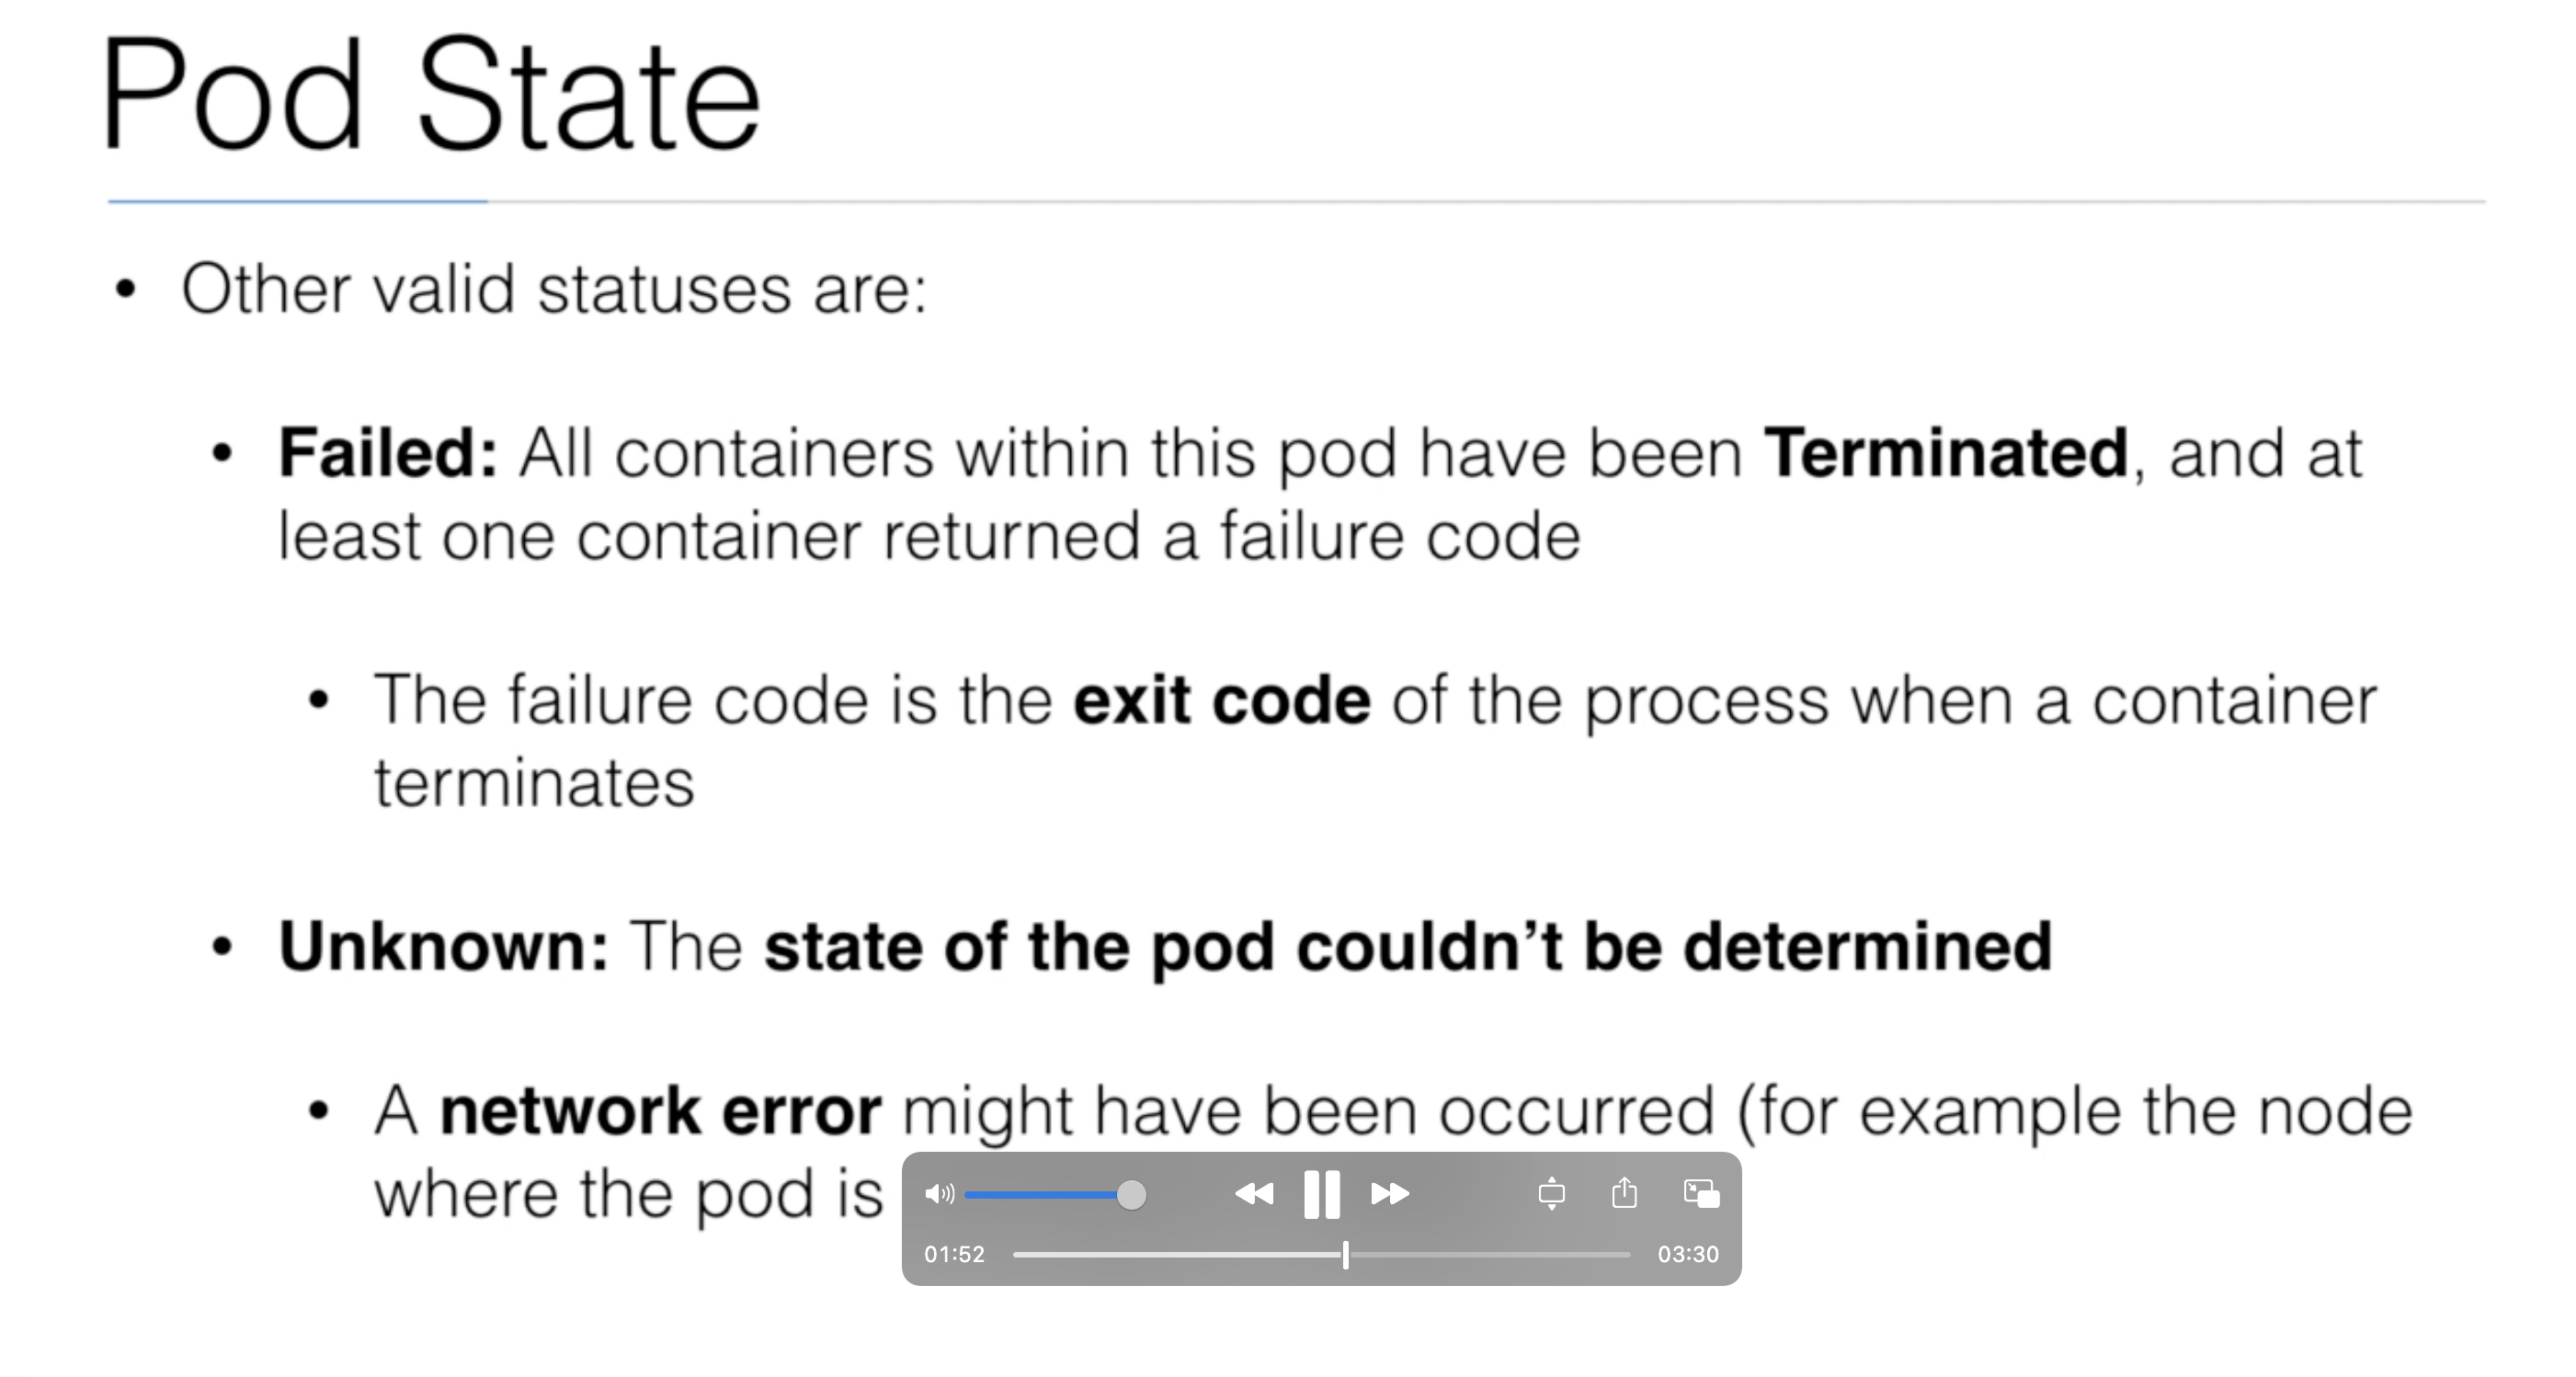 Pod State
• Other valid statuses are:
• Failed: All containers within this pod have been Terminated, and at
least one container returned a failure code
• The failure code is the exit code of the process when a container
terminates
• Unknown: The state of the pod couldn’t be determined
• A network error might have been occurred (for example the node
where the pod is
01:52
03:30